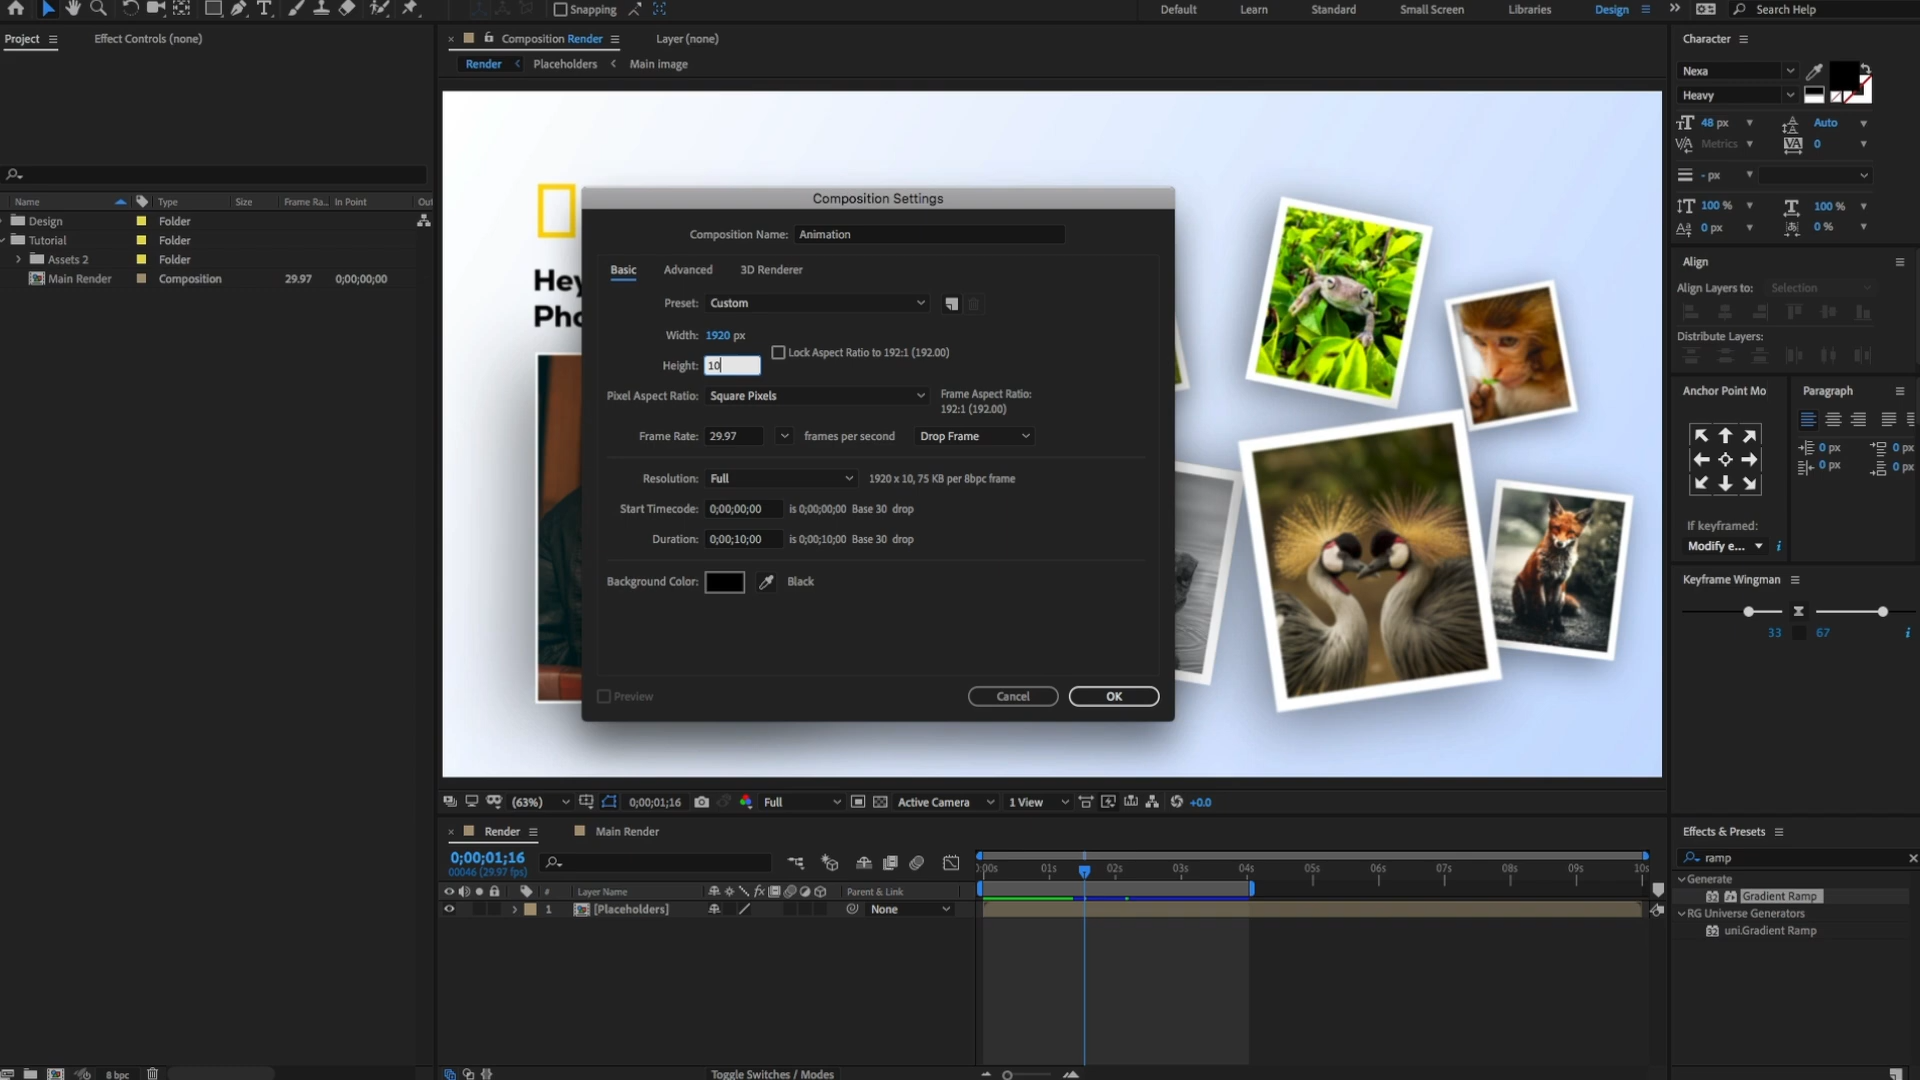 Snapping
Default
Learn
Standard
Small Screen
Libraries
Design
Search Help
Project
Effect Controls (none)
Composition Render
Layer (none)
Render
Placeholders
Main image
Name
Type
Size
Frame Ra...
In Point
Out
Design
Folder
Tutorial
Folder
Assets 2
Folder
Main Render
Composition
29.97
0;00;00;00
Hey
Pho
Composition Settings
Composition Name: Animation
Basic
Advanced
3D Renderer
Preset: Custom
Width: 1920 px
Lock Aspect Ratio to 192:1 (192.00)
Height: 10
Pixel Aspect Ratio: Square Pixels
Frame Aspect Ratio:
192:1 (192.00)
Frame Rate: 29.97 frames per second Drop Frame
Resolution: Full 1920 x 10, 75 KB per 8bpc frame
Start Timecode: 0;00;00;00 is 0;00;00;00 Base 30 drop
Duration: 0;00;10;00 is 0;00;10;00 Base 30 drop
Background Color: Black
Preview
Cancel
OK
Character
Nexa
Heavy
48 px
Auto
Metrics
0
- px
100 %
100 %
0 px
0 %
Align
Align Layers to: Selection
Distribute Layers:
Anchor Point Mo
Paragraph
0 px
0 px
0 px
0 px
If keyframed:
Modify e...
Keyframe Wingman
33
67
(63%)
0;00;01;16
Full
Active Camera
1 View
+0.0
Render
Main Render
0;00;01;16
00046 (29.97 fps)
0:00s
01s
02s
03s
04s
05s
06s
07s
08s
09s
10s
# Layer Name
Parent & Link
1 [Placeholders]
None
Toggle Switches / Modes
8 bpc
Effects & Presets
ramp
Generate
Gradient Ramp
RG Universe Generators
uni.Gradient Ramp